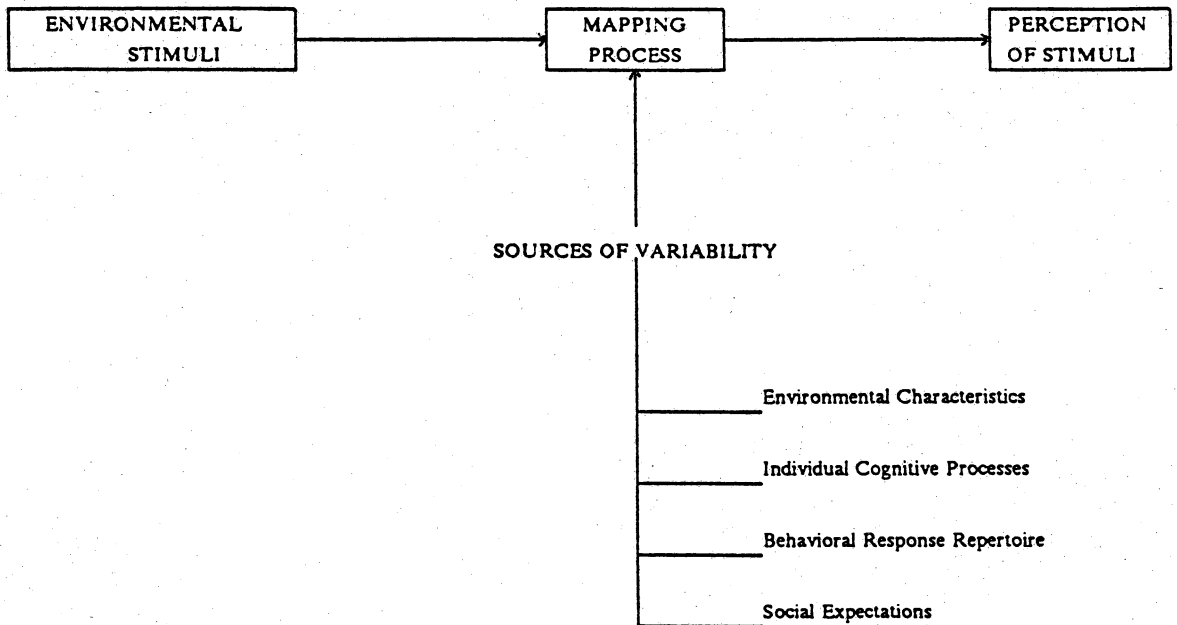 ENVIRONMENTAL
STIMULI
MAPPING
PROCESS
PERCEPTION
OF STIMULI
SOURCES OF VARIABILITY
Environmental Characteristics
Individual Cognitive Processes
Behavioral Response Repertoire
Social Expectations